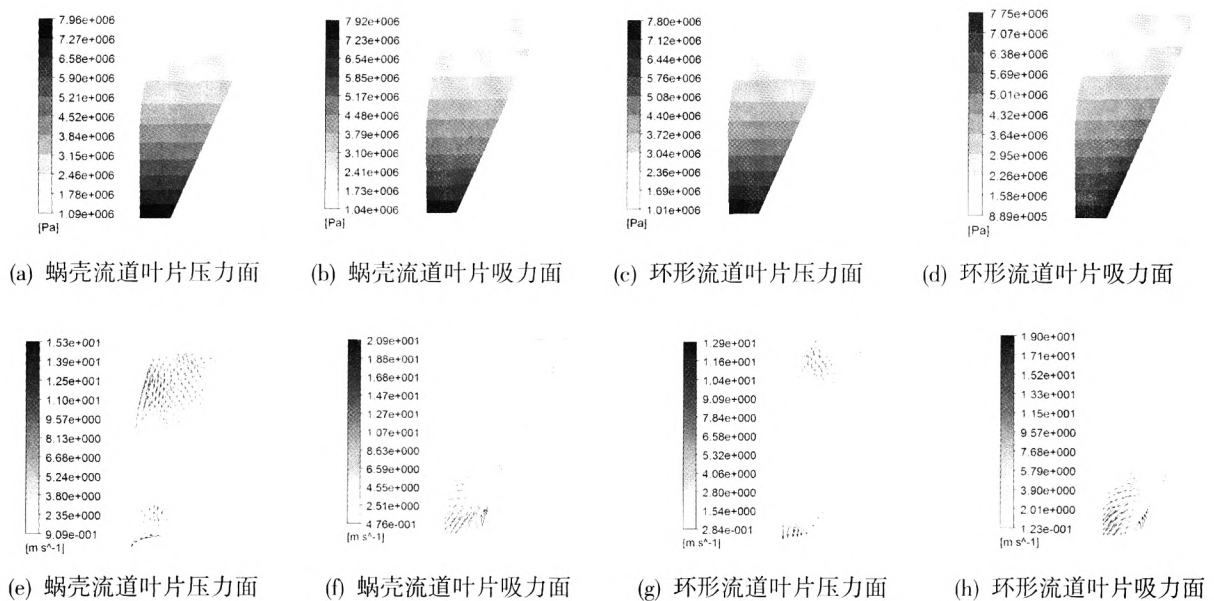 7.96e+006
7.27e+006
6.58e+006
5.90e+006
5.21e+006
4.52e+006
3.84e+006
3.15e+006
2.46e+006
1.78e+006
1.09e+006
[Pa]
7.92e+006
7.23e+006
6.54e+006
5.85e+006
5.17e+006
4.48e+006
3.79e+006
3.10e+006
2.41e+006
1.73e+006
1.04e+006
[Pa]
7.80e+006
7.12e+006
6.44e+006
5.76e+006
5.08e+006
4.40e+006
3.72e+006
3.04e+006
2.36e+006
1.69e+006
1.01e+006
[Pa]
7.75e+006
7.07e+006
6.38e+006
5.69e+006
5.01e+006
4.32e+006
3.64e+006
2.95e+006
2.26e+006
1.58e+006
8.89e+005
[Pa]
(a) 蜗壳流道叶片压力面
(b) 蜗壳流道叶片吸力面
(c) 环形流道叶片压力面
(d) 环形流道叶片吸力面
1.53e+001
1.39e+001
1.25e+001
1.10e+001
9.57e+000
8.13e+000
6.68e+000
5.24e+000
3.80e+000
2.35e+000
9.09e-001
[m s^-1]
2.09e+001
1.88e+001
1.68e+001
1.47e+001
1.27e+001
1.07e+001
8.63e+000
6.59e+000
4.55e+000
2.51e+000
4.76e-001
[m s^-1]
1.29e+001
1.16e+001
1.04e+001
9.09e+000
7.84e+000
6.58e+000
5.32e+000
4.06e+000
2.80e+000
1.54e+000
2.84e-001
[m s^-1]
1.90e+001
1.71e+001
1.52e+001
1.33e+001
1.15e+001
9.57e+000
7.68e+000
5.79e+000
3.90e+000
2.01e+000
1.23e-001
[m s^-1]
(e) 蜗壳流道叶片压力面
(f) 蜗壳流道叶片吸力面
(g) 环形流道叶片压力面
(h) 环形流道叶片吸力面